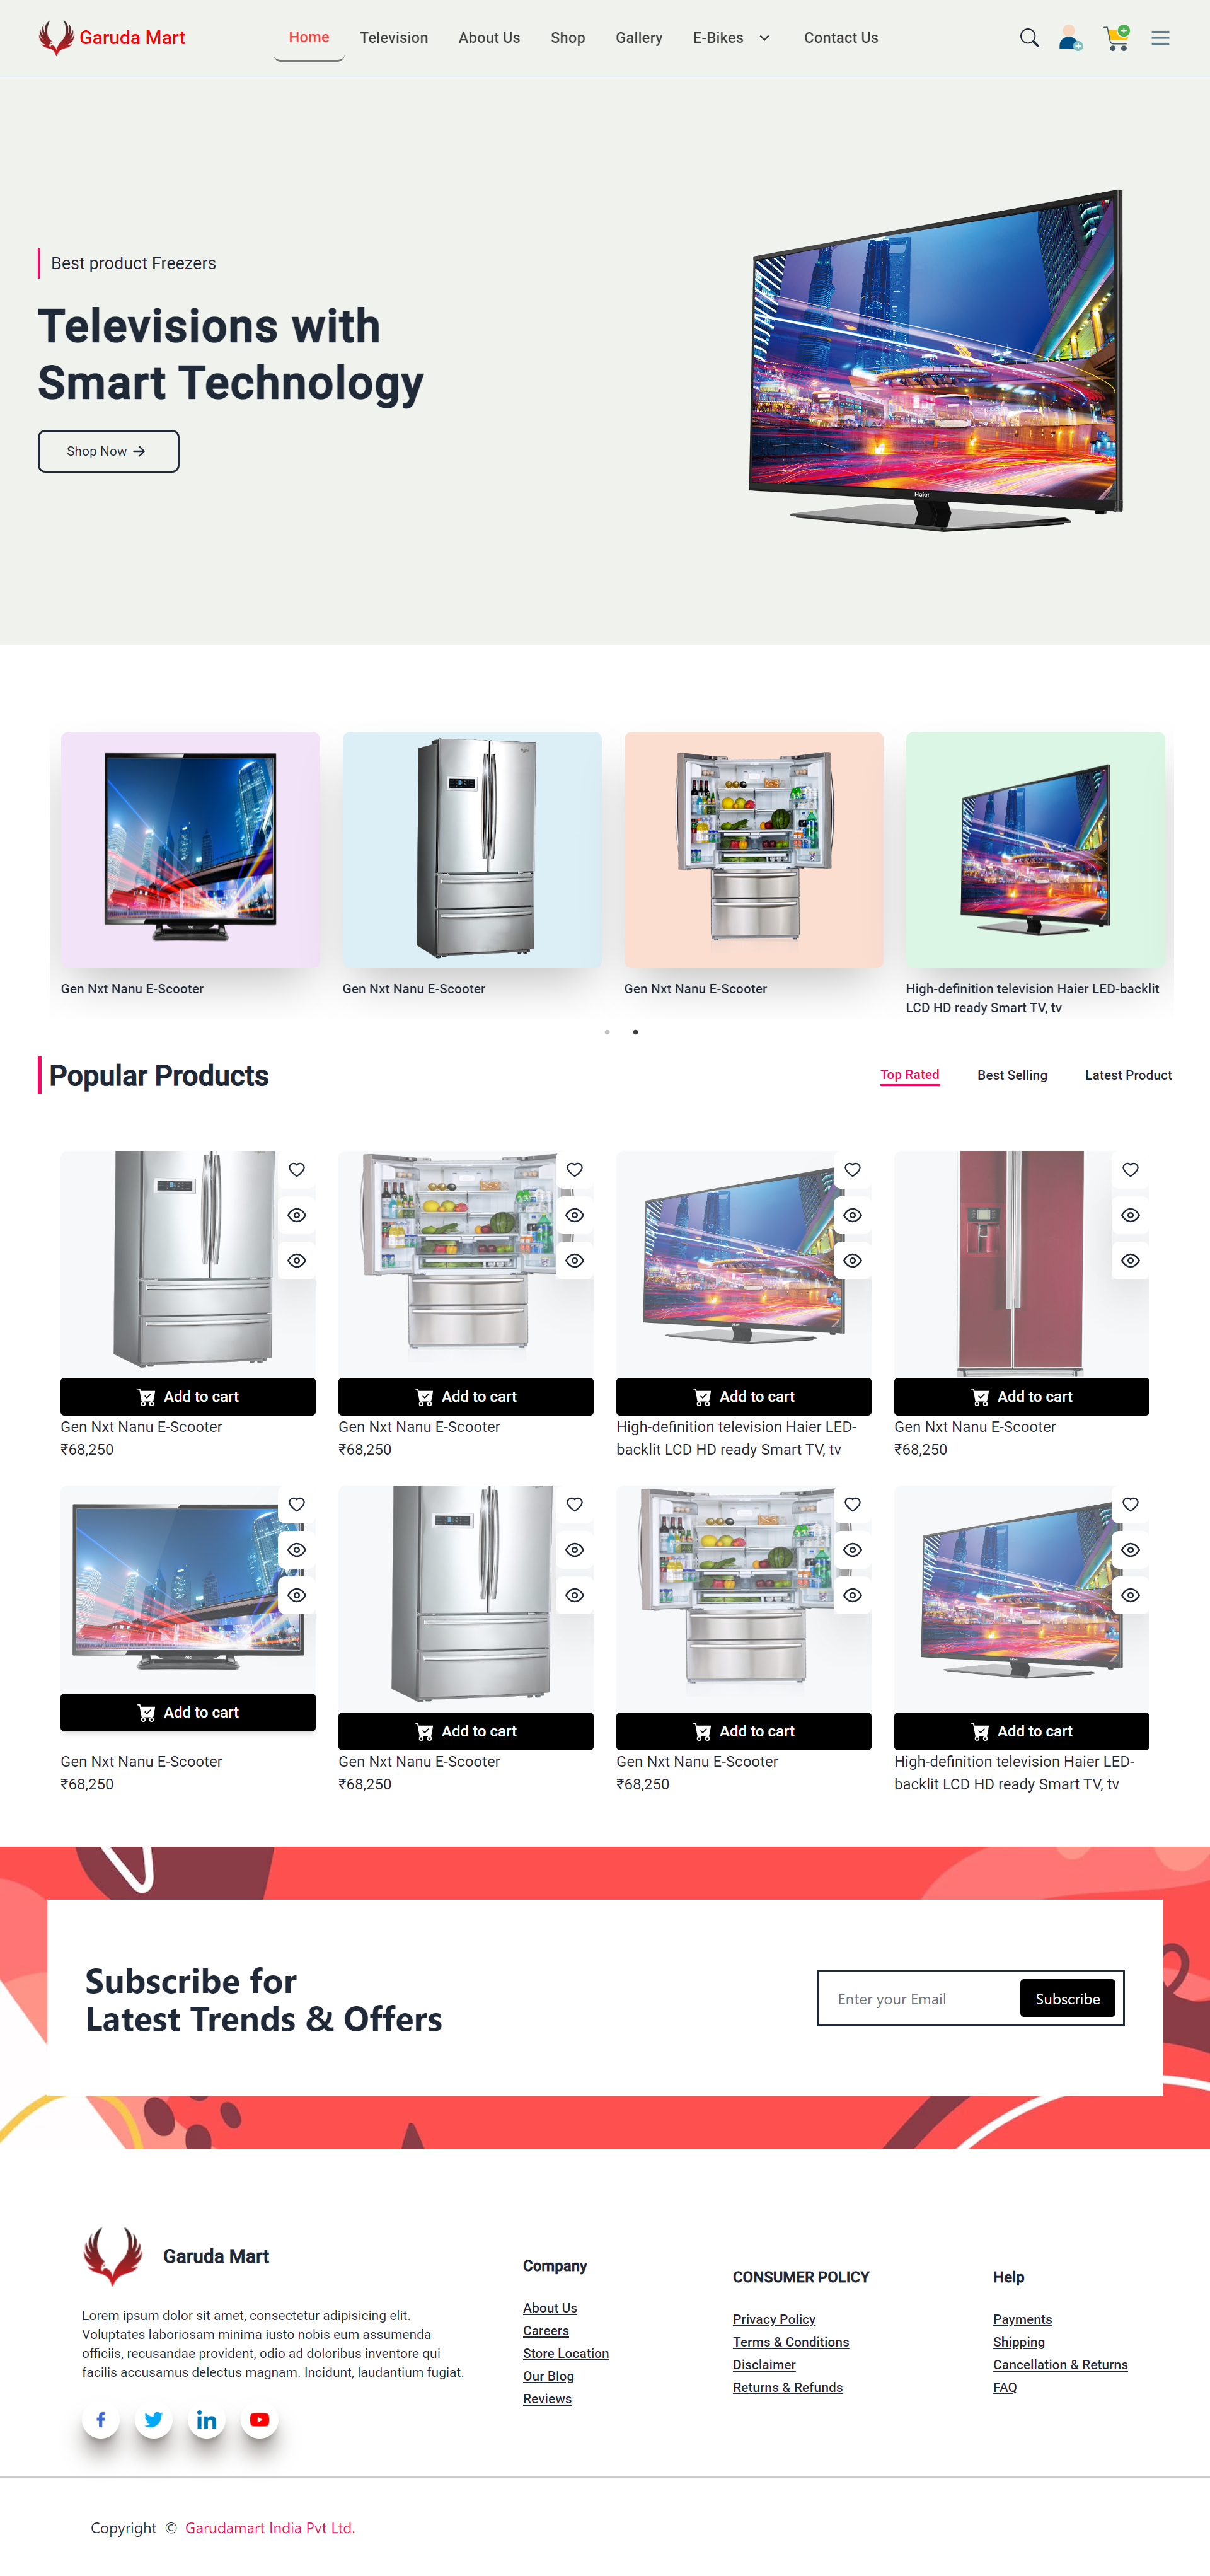 Garuda Mart
Home
Television
About Us
Shop
Gallery
E-Bikes
Contact Us
Best product Freezers
Televisions with
Smart Technology
Shop Now
Haier
Gen Nxt Nanu E-Scooter
Gen Nxt Nanu E-Scooter
Gen Nxt Nanu E-Scooter
High-definition television Haier LED-backlit
LCD HD ready Smart TV, tv
Popular Products
Top Rated
Best Selling
Latest Product
Add to cart
Add to cart
Add to cart
Add to cart
Gen Nxt Nanu E-Scooter
₹68,250
Gen Nxt Nanu E-Scooter
₹68,250
High-definition television Haier LED-
backlit LCD HD ready Smart TV, tv
Gen Nxt Nanu E-Scooter
₹68,250
Add to cart
Add to cart
Add to cart
Add to cart
Gen Nxt Nanu E-Scooter
₹68,250
Gen Nxt Nanu E-Scooter
₹68,250
Gen Nxt Nanu E-Scooter
₹68,250
High-definition television Haier LED-
backlit LCD HD ready Smart TV, tv
Subscribe for
Latest Trends & Offers
Enter your Email
Subscribe
Garuda Mart
Lorem ipsum dolor sit amet, consectetur adipisicing elit.
Voluptates laboriosam minima iusto nobis eum assumenda
officiis, recusandae provident, odio ad doloribus inventore qui
facilis accusamus delectus magnam. Incidunt, laudantium fugiat.
Company
About Us
Careers
Store Location
Our Blog
Reviews
CONSUMER POLICY
Privacy Policy
Terms & Conditions
Disclaimer
Returns & Refunds
Help
Payments
Shipping
Cancellation & Returns
FAQ
Copyright © Garudamart India Pvt Ltd.